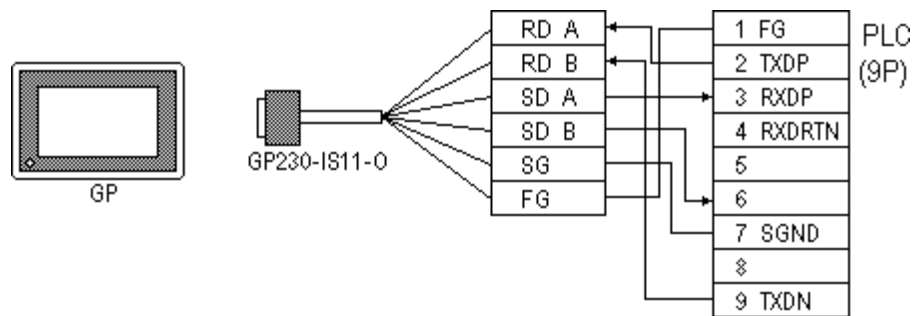 GP
GP230-IS11-O
RD A
RD B
SD A
SD B
SG
FG
1 FG
2 TXDP
3 RXDP
4 RXDRTN
5
6
7 SGND
8
9 TXDN
PLC
(9P)